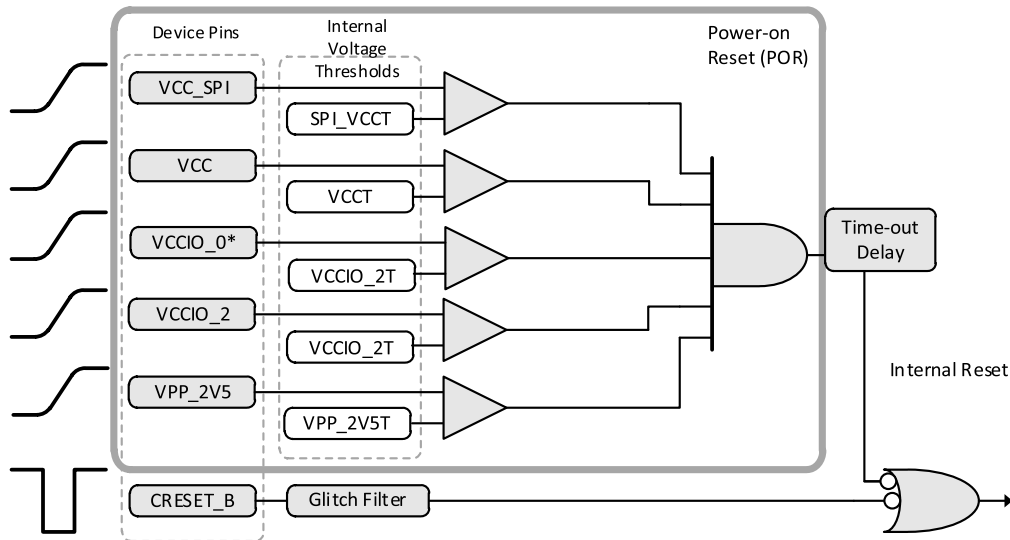 Device Pins
Internal
Voltage
Thresholds
Power-on
Reset (POR)
VCC_SPI
SPI_VCCT
VCC
VCCT
VCCIO_0*
VCCIO_2T
VCCIO_2
VCCIO_2T
VPP_2V5
VPP_2V5T
Time-out
Delay
Internal Reset
CRESET_B
Glitch Filter